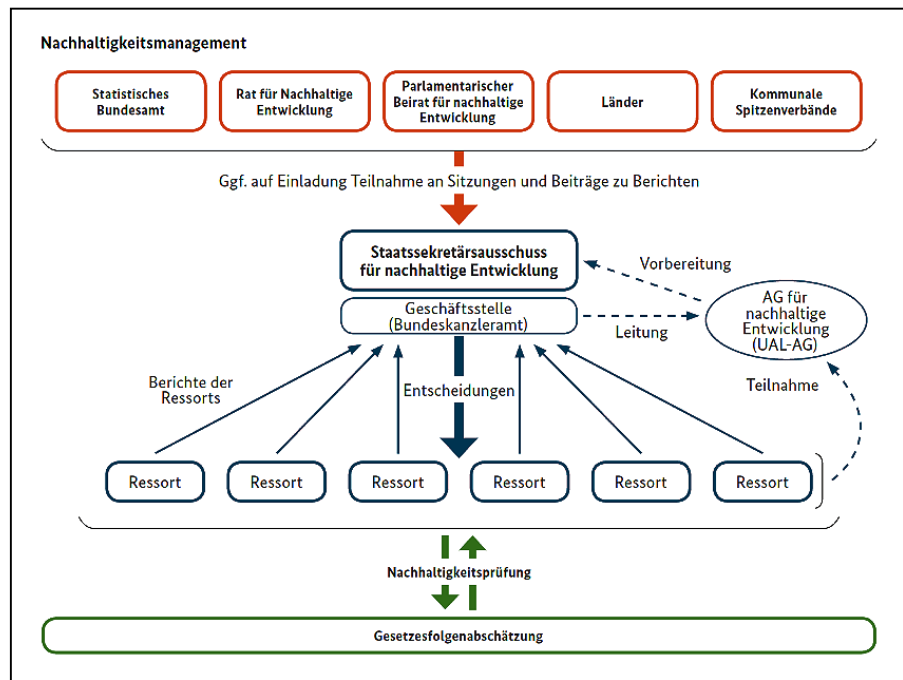 Nachhaltigkeitsmanagement
Statistisches
Bundesamt
Rat für Nachhaltige
Entwicklung
Parlamentarischer
Beirat für nachhaltige
Entwicklung
Länder
Kommunale
Spitzenverbände
Ggf. auf Einladung Teilnahme an Sitzungen und Beiträge zu Berichten
Staatssekretärsausschuss
für nachhaltige Entwicklung
Vorbereitung
Geschäftsstelle
(Bundeskanzleramt)
AG für
nachhaltige
Entwicklung
(UAL-AG)
Leitung
Berichte der
Ressorts
Entscheidungen
Teilnahme
Ressort
Ressort
Ressort
Ressort
Ressort
Ressort
Nachhaltigkeitsprüfung
Gesetzesfolgenabschätzung